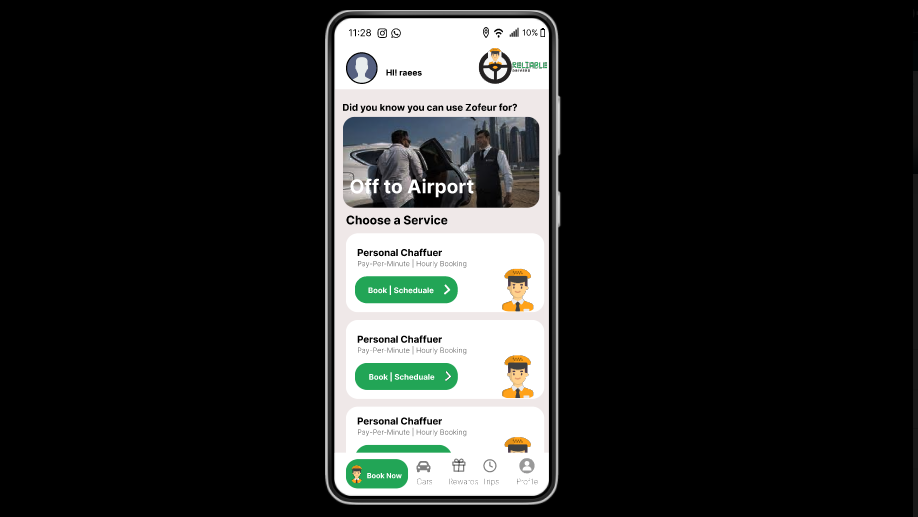 11:28
10%
HI! raees
RELIABLE
DRIVERS
Did you know you can use Zofeur for?
Off to Airport
Choose a Service
Personal Chaffuer
Pay-Per-Minute | Hourly Booking
Book | Scheduale
Personal Chaffuer
Pay-Per-Minute | Hourly Booking
Book | Scheduale
Personal Chaffuer
Pay-Per-Minute | Hourly Booking
Book Now
Cars
Rewards
Trips
Profile